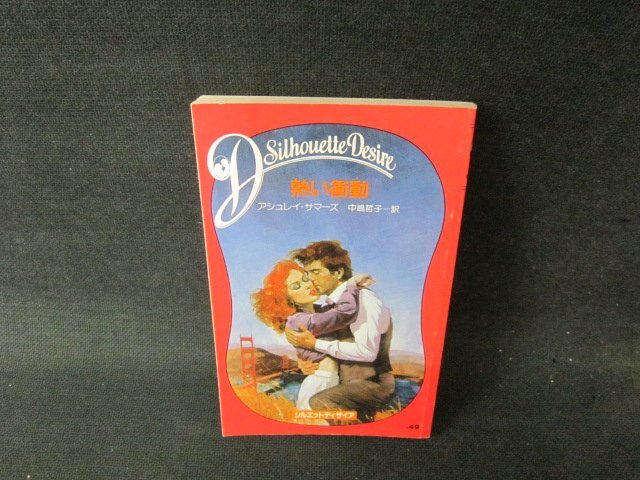 D
Silhouette Desire
熱い衝動
アシュレイ・サマーズ 中嶋哲子─訳
シルエットディザイア
.49